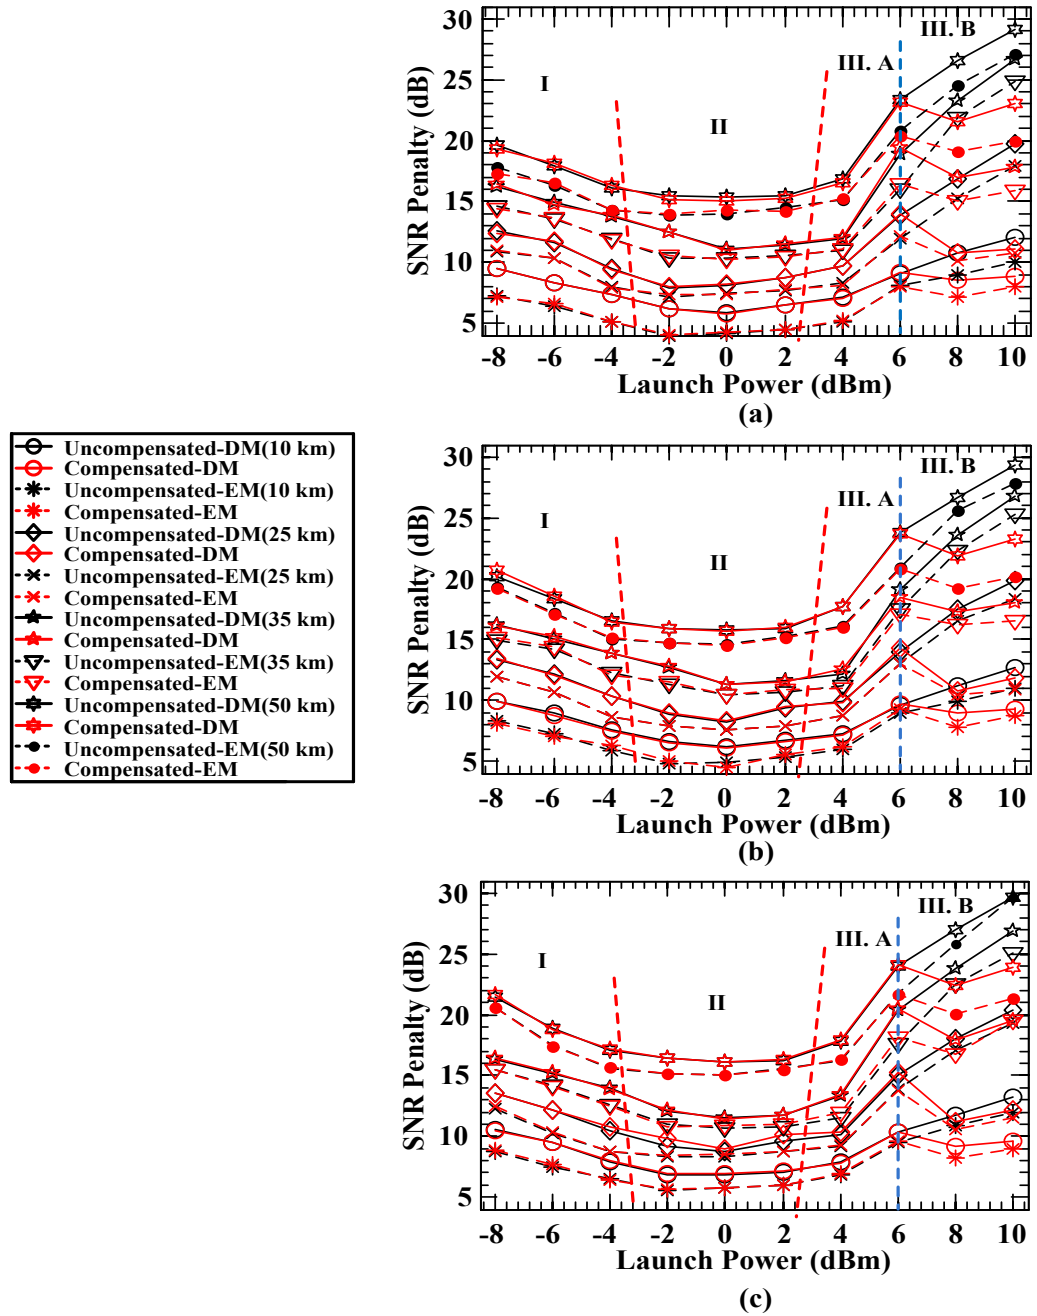 30
25
20
15
10
5
SNR Penalty (dB)
I
II
III. A
III. B
-8 -6 -4 -2 0 2 4 6 8 10
Launch Power (dBm)
(a)
Uncompensated-DM(10 km)
Compensated-DM
Uncompensated-EM(10 km)
Compensated-EM
Uncompensated-DM(25 km)
Compensated-DM
Uncompensated-EM(25 km)
Compensated-EM
Uncompensated-DM(35 km)
Compensated-DM
Uncompensated-EM(35 km)
Compensated-EM
Uncompensated-DM(50 km)
Compensated-DM
Uncompensated-EM(50 km)
Compensated-EM
30
25
20
15
10
5
SNR Penalty (dB)
I
II
III. A
III. B
-8 -6 -4 -2 0 2 4 6 8 10
Launch Power (dBm)
(b)
30
25
20
15
10
5
SNR Penalty (dB)
I
II
III. A
III. B
-8 -6 -4 -2 0 2 4 6 8 10
Launch Power (dBm)
(c)